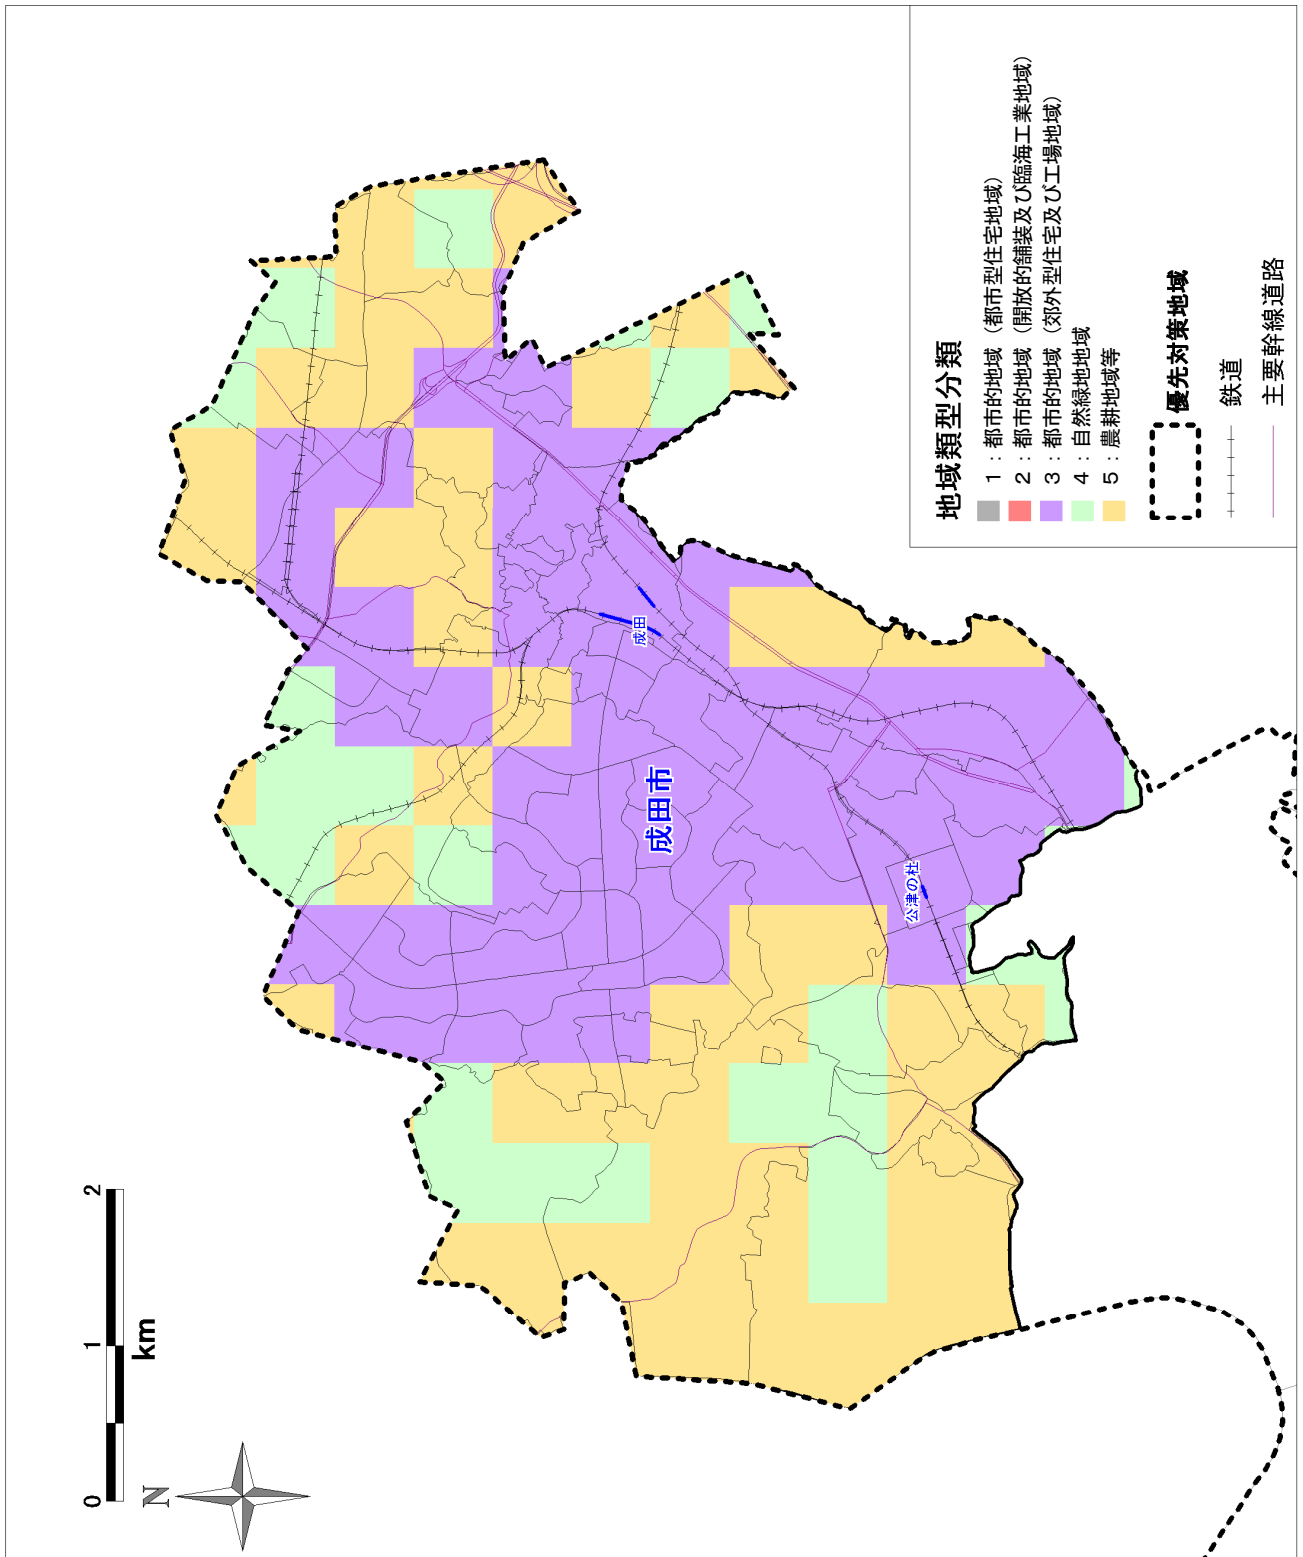 地域類型分類
1：都市的地域（都市型住宅地域）
2：都市的地域（開放的舗装及び臨海工業地域）
3：都市的地域（郊外型住宅及び工場地域）
4：自然緑地地域
5：農耕地域等
優先対策地域
鉄道
主要幹線道路
成田
成田市
公津の杜
0 1 2
km
N